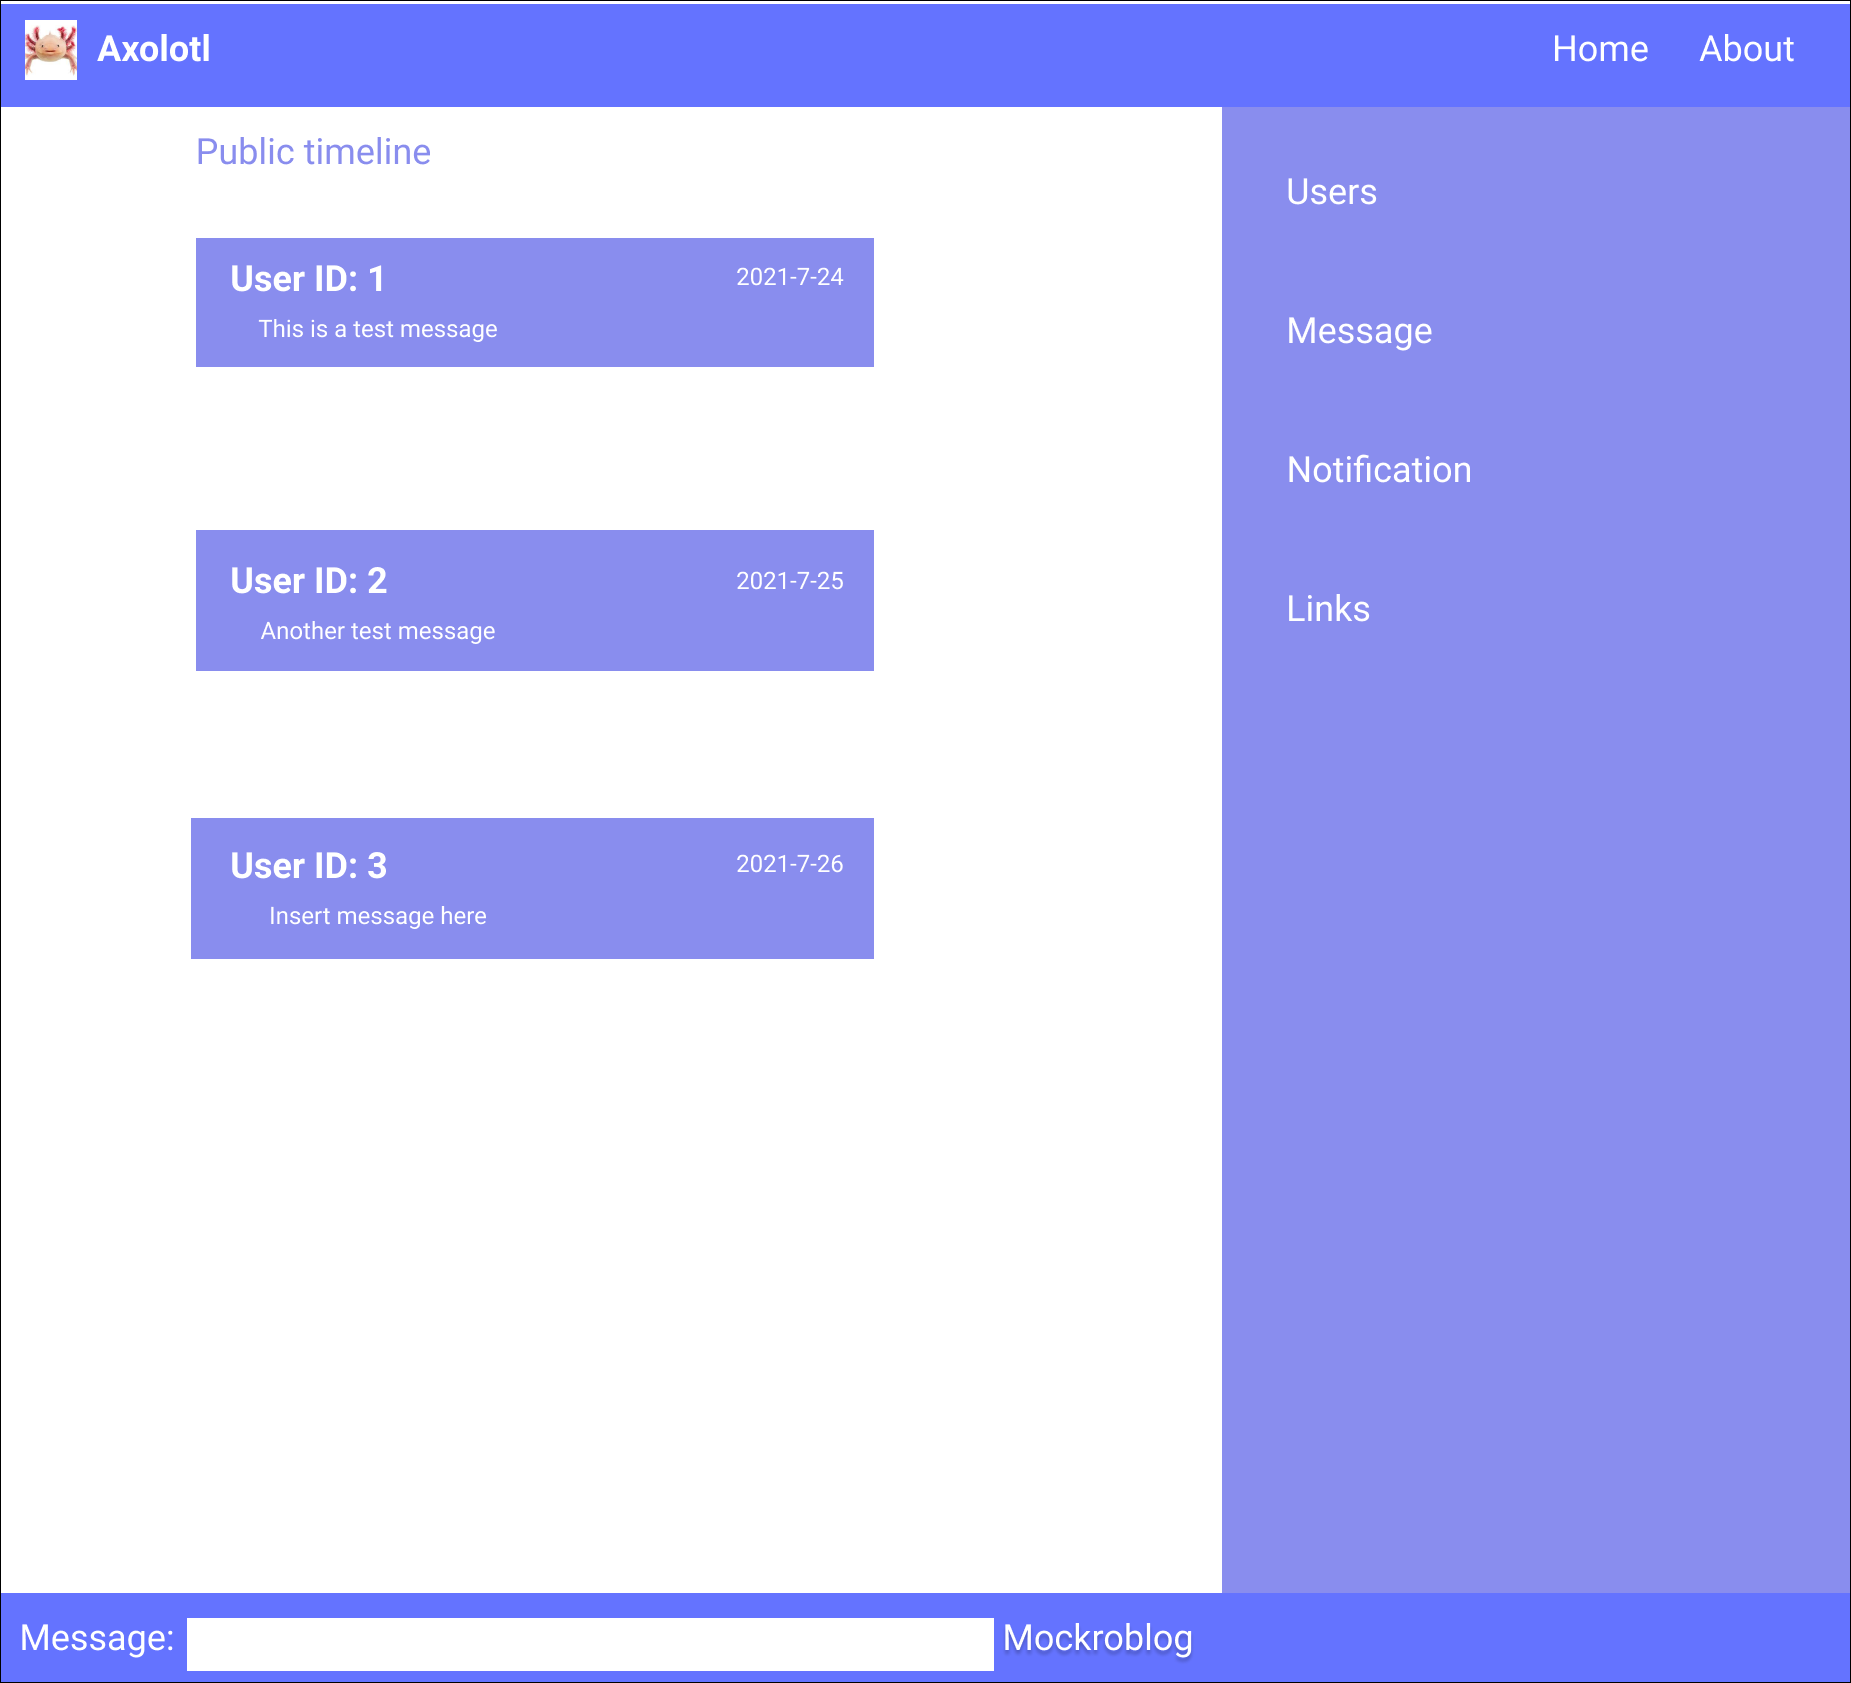 Axolotl
Home
About
Public timeline
User ID: 1
2021-7-24
This is a test message
User ID: 2
2021-7-25
Another test message
User ID: 3
2021-7-26
Insert message here
Users
Message
Notification
Links
Message:
Mockroblog